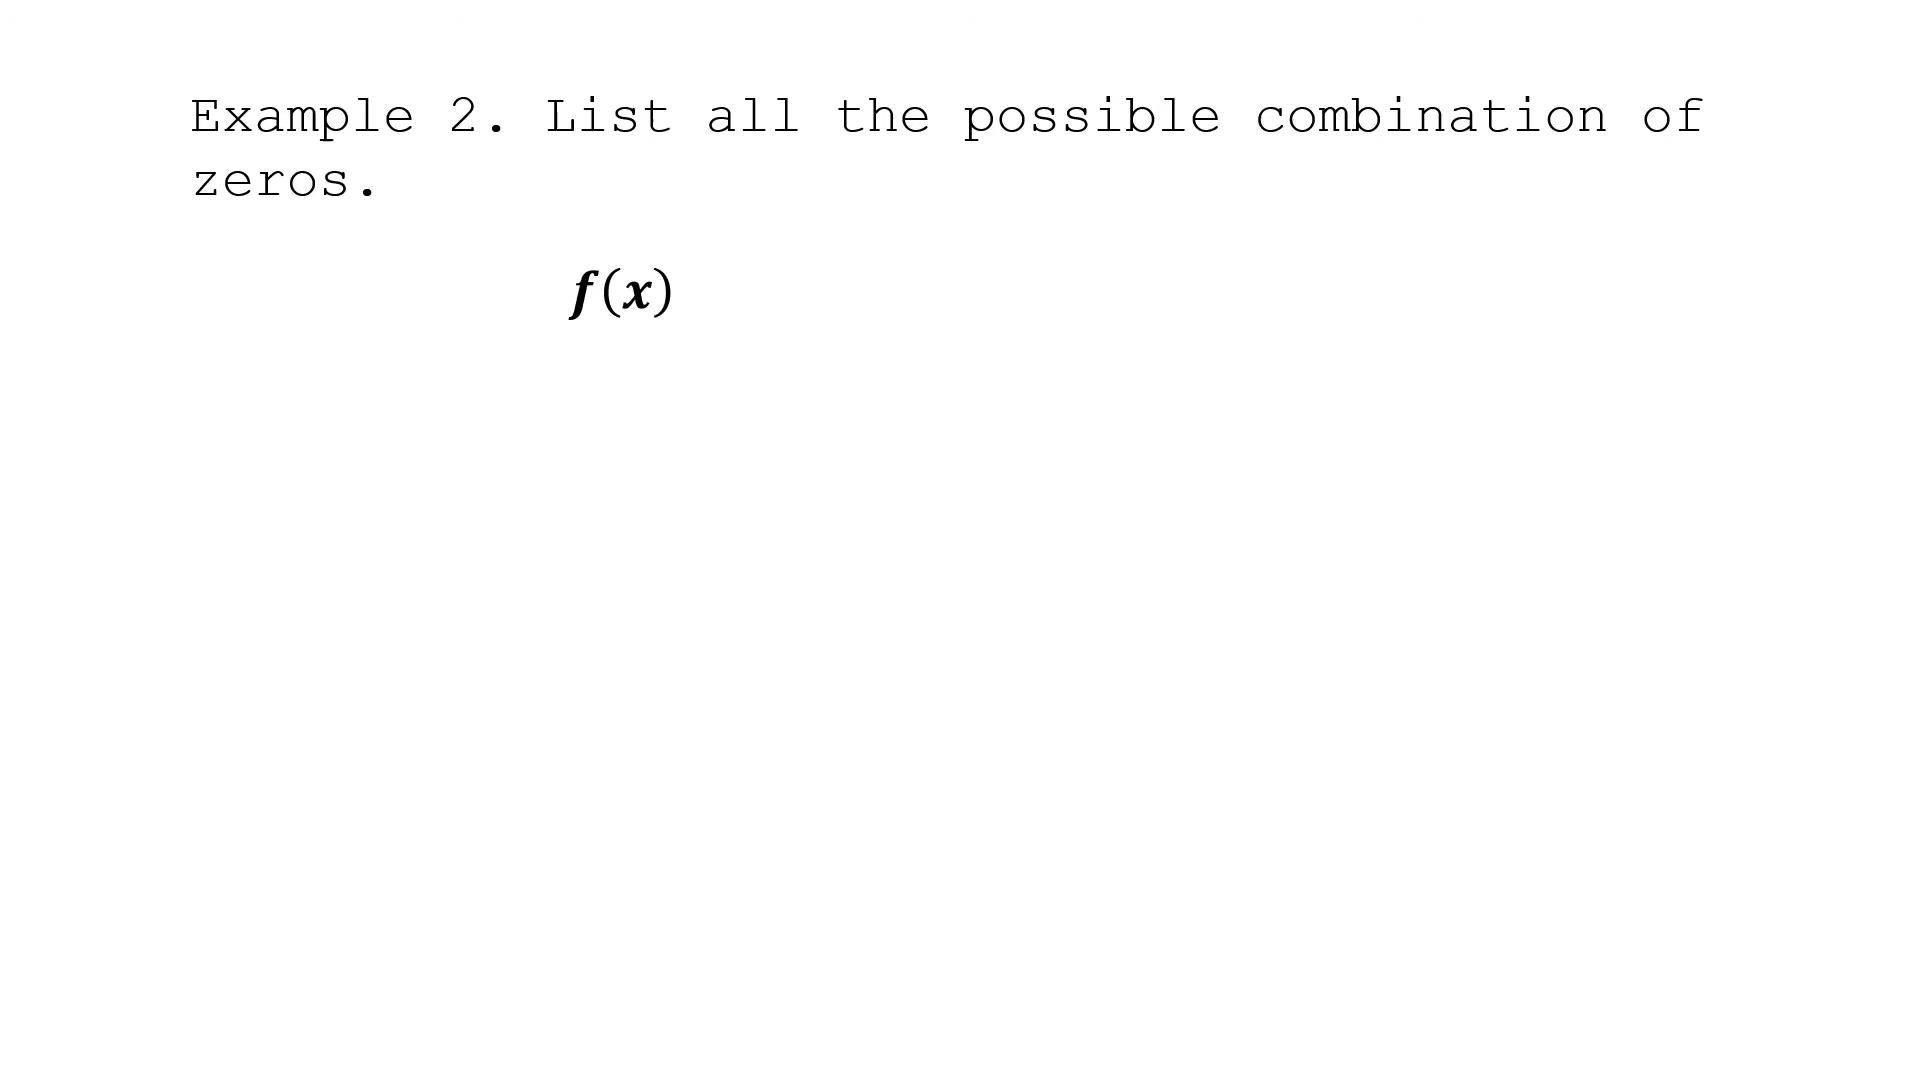 Example 2. List all the possible combination of
zeros.
f(x)